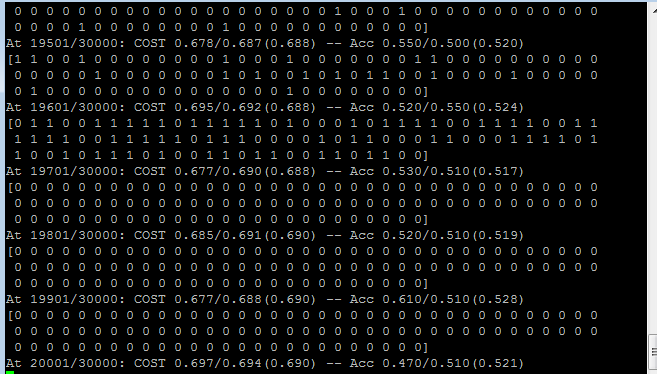 0 0 0 0 0 0 0 0 0 0 0 0 0 0 0 0 0 0 0 0 1 0 0 0 1 0 0 0 0 0 0 0 0 0 0 0 0
0 0 0 0 1 0 0 0 0 0 0 0 0 1 0 0 0 0 0 0 0 0 0 0 0 0]
At 19501/30000: COST 0.678/0.687(0.688) -- Acc 0.550/0.500(0.520)
[1 1 0 0 1 0 0 0 0 0 0 0 0 1 0 0 0 1 0 0 0 0 0 0 0 1 1 0 0 0 0 0 0 0 0 0 0
0 0 0 0 0 1 0 0 0 0 0 0 0 1 0 1 0 0 1 0 1 0 1 1 0 0 1 0 0 0 0 1 0 0 0 0 0
0 1 0 0 0 0 0 0 0 0 0 0 0 0 0 0 0 1 0 0 0 0 0 0 0 0]
At 19601/30000: COST 0.695/0.692(0.688) -- Acc 0.520/0.550(0.524)
[0 1 1 0 0 1 1 1 1 1 0 1 1 1 1 1 0 1 0 0 0 1 0 1 1 1 1 0 0 1 1 1 1 0 0 1 1
1 1 1 1 0 0 1 1 1 1 1 0 1 1 1 0 0 0 0 1 0 1 1 0 0 0 1 1 0 0 0 1 1 1 1 0 1
1 0 0 1 0 1 1 1 0 1 0 0 1 1 0 1 1 0 0 1 1 0 1 1 0 0]
At 19701/30000: COST 0.677/0.690(0.688) -- Acc 0.530/0.510(0.517)
[0 0 0 0 0 0 0 0 0 0 0 0 0 0 0 0 0 0 0 0 0 0 0 0 0 0 0 0 0 0 0 0 0 0 0 0 0
0 0 0 0 0 0 0 0 0 0 0 0 0 0 0 0 0 0 0 0 0 0 0 0 0 0 0 0 0 0 0 0 0 0 0 0 0
0 0 0 0 0 0 0 0 0 0 0 0 0 0 0 0 0 0 0 0 0 0 0 0 0 0]
At 19801/30000: COST 0.685/0.691(0.690) -- Acc 0.520/0.510(0.519)
[0 0 0 0 0 0 0 0 0 0 0 0 0 0 0 0 0 0 0 0 0 0 0 0 0 0 0 0 0 0 0 0 0 0 0 0 0
0 0 0 0 0 0 0 0 0 0 0 0 0 0 0 0 0 0 0 0 0 0 0 0 0 0 0 0 0 0 0 0 0 0 0 0 0
0 0 0 0 0 0 0 0 0 0 0 0 0 0 0 0 0 0 0 0 0 0 0 0 0 0]
At 19901/30000: COST 0.677/0.688(0.690) -- Acc 0.610/0.510(0.528)
[0 0 0 0 0 0 0 0 0 0 0 0 0 0 0 0 0 0 0 0 0 0 0 0 0 0 0 0 0 0 0 0 0 0 0 0 0
0 0 0 0 0 0 0 0 0 0 0 0 0 0 0 0 0 0 0 0 0 0 0 0 0 0 0 0 0 0 0 0 0 0 0 0 0
0 0 0 0 0 0 0 0 0 0 0 0 0 0 0 0 0 0 0 0 0 0 0 0 0 0]
At 20001/30000: COST 0.697/0.694(0.690) -- Acc 0.470/0.510(0.521)